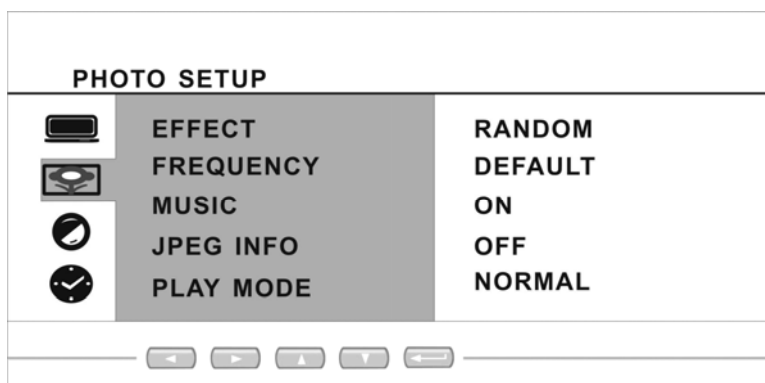 PHOTO SETUP
EFFECT RANDOM
FREQUENCY DEFAULT
MUSIC ON
JPEG INFO OFF
PLAY MODE NORMAL